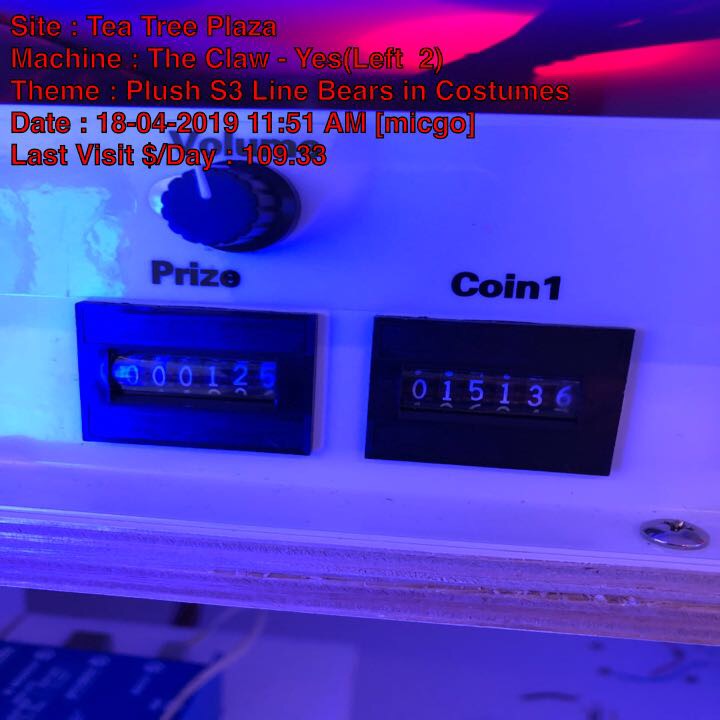 Site : Tea Tree Plaza
Machine : The Claw - Yes(Left  2)
Theme : Plush S3 Line Bears in Costumes
Date : 18-04-2019 11:51 AM [micgo]
Last Visit $/Day : 109.33
Volume
Prize
Coin1
000125
015136